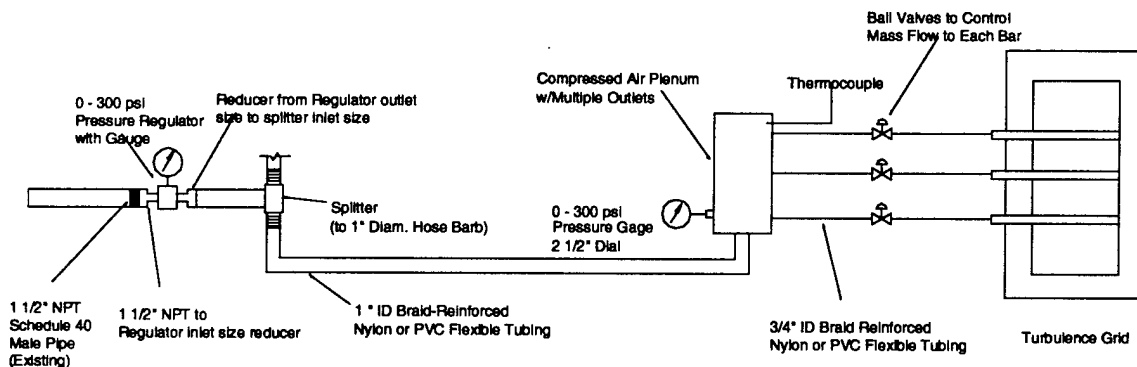 Ball Valves to Control
Mass Flow to Each Bar
Compressed Air Plenum
w/Multiple Outlets
Thermocouple
0 - 300 psi
Pressure Regulator
with Gauge
Reducer from Regulator outlet
size to splitter inlet size
Splitter
(to 1" Diam. Hose Barb)
0 - 300 psi
Pressure Gage
2 1/2" Dial
1 1/2" NPT
Schedule 40
Male Pipe
(Existing)
1 1/2" NPT to
Regulator inlet size reducer
1 " ID Braid-Reinforced
Nylon or PVC Flexible Tubing
3/4" ID Braid Reinforced
Nylon or PVC Flexible Tubing
Turbulence Grid